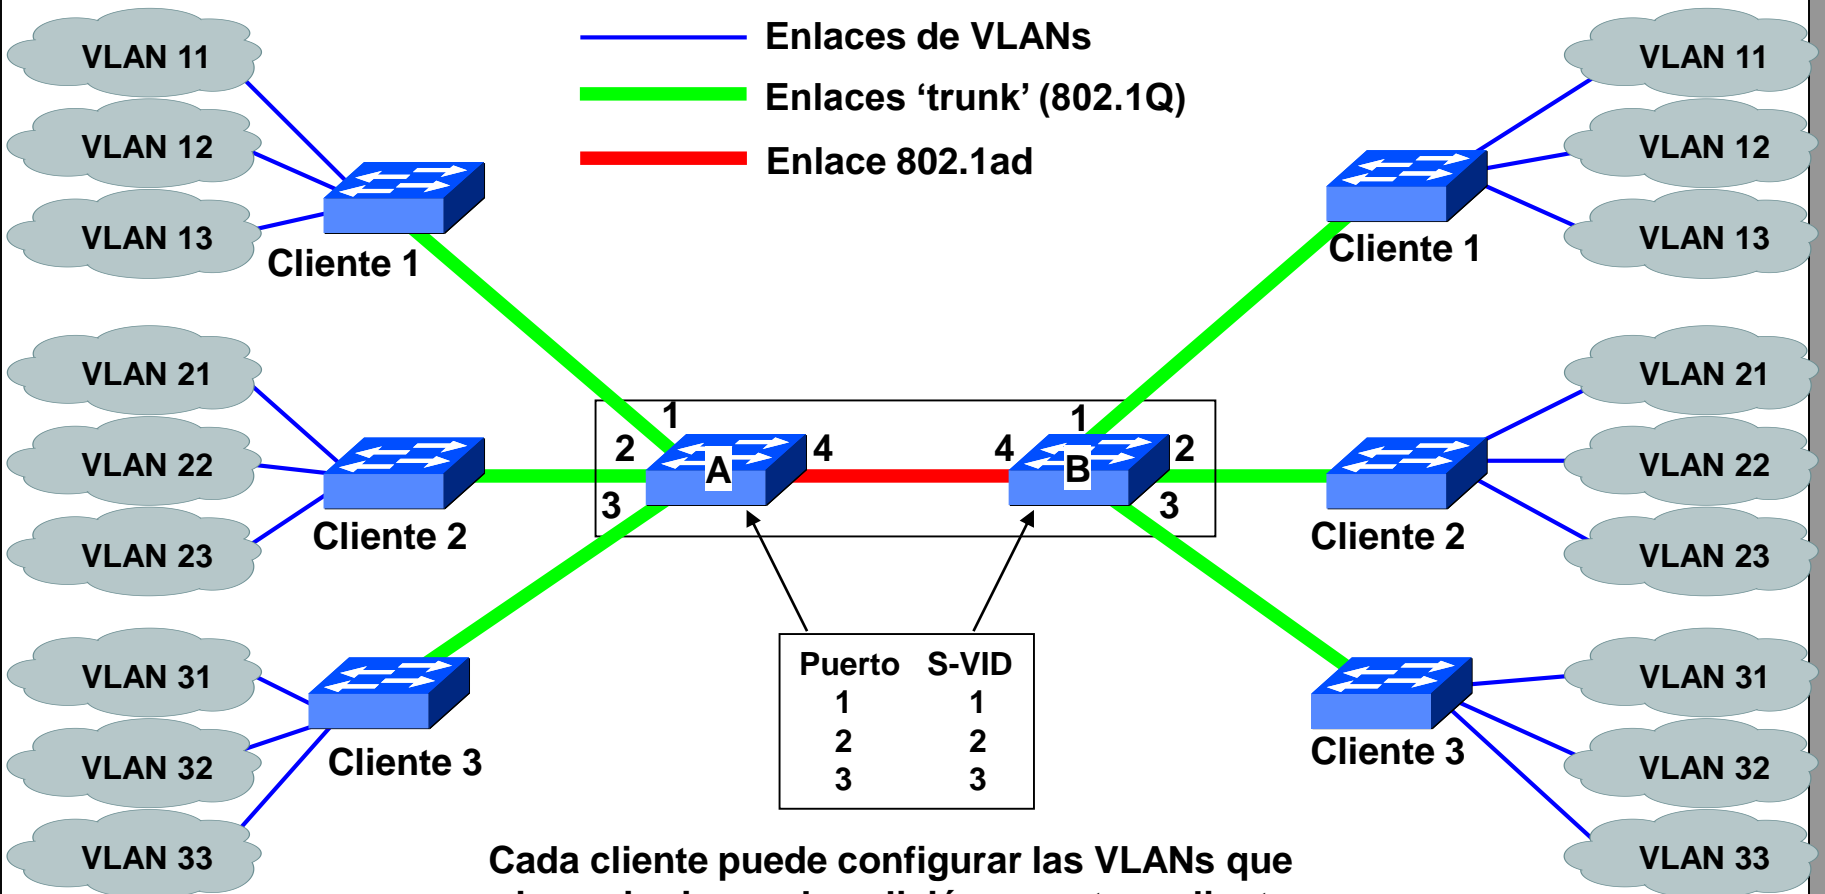 VLAN 11
VLAN 12
VLAN 13
Cliente 1
Enlaces de VLANs
Enlaces ‘trunk’ (802.1Q)
Enlace 802.1ad
VLAN 11
VLAN 12
VLAN 13
Cliente 1
VLAN 21
VLAN 22
VLAN 23
Cliente 2
1
2
3
A
4
4
B
1
2
3
VLAN 21
VLAN 22
VLAN 23
Cliente 2
VLAN 31
VLAN 32
VLAN 33
Cliente 3
Puerto S-VID
1 1
2 2
3 3
VLAN 31
VLAN 32
VLAN 33
Cliente 3
Cada cliente puede configurar las VLANs que